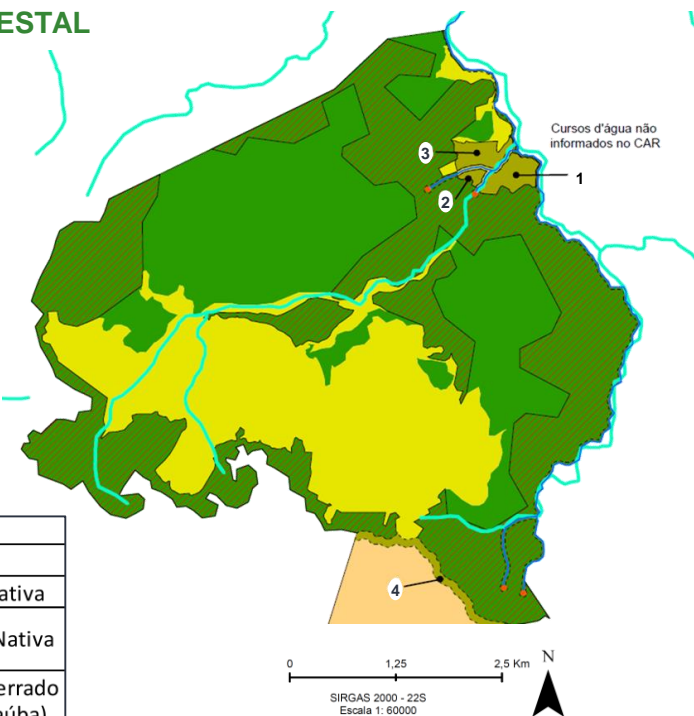 ESTAL
Cursos d'água não
informados no CAR
3
1
2
4
ativa
Nativa
errado
0 1,25 2,5 Km
N
SIRGAS 2000 - 22S
Escala 1: 60000